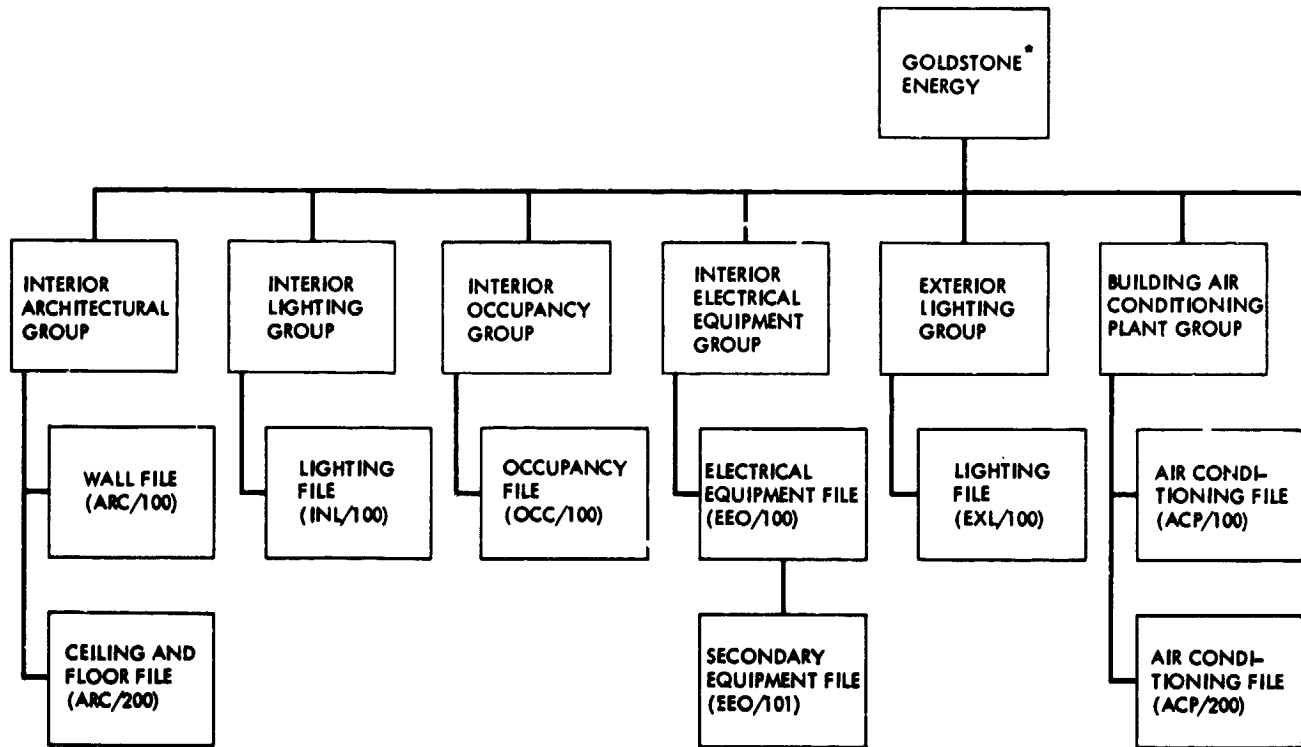 GOLDSTONE*
ENERGY
INTERIOR
ARCHITECTURAL
GROUP
INTERIOR
LIGHTING
GROUP
INTERIOR
OCCUPANCY
GROUP
INTERIOR
ELECTRICAL
EQUIPMENT
GROUP
EXTERIOR
LIGHTING
GROUP
BUILDING AIR
CONDITIONING
PLANT GROUP
WALL FILE
(ARC/100)
LIGHTING
FILE
(INL/100)
OCCUPANCY
FILE
(OCC/100)
ELECTRICAL
EQUIPMENT FILE
(EEO/100)
LIGHTING
FILE
(EXL/100)
AIR CONDI-
TIONING FILE
(ACP/100)
CEILING AND
FLOOR FILE
(ARC/200)
SECONDARY
EQUIPMENT FILE
(EEO/101)
AIR CONDI-
TIONING FILE
(ACP/200)